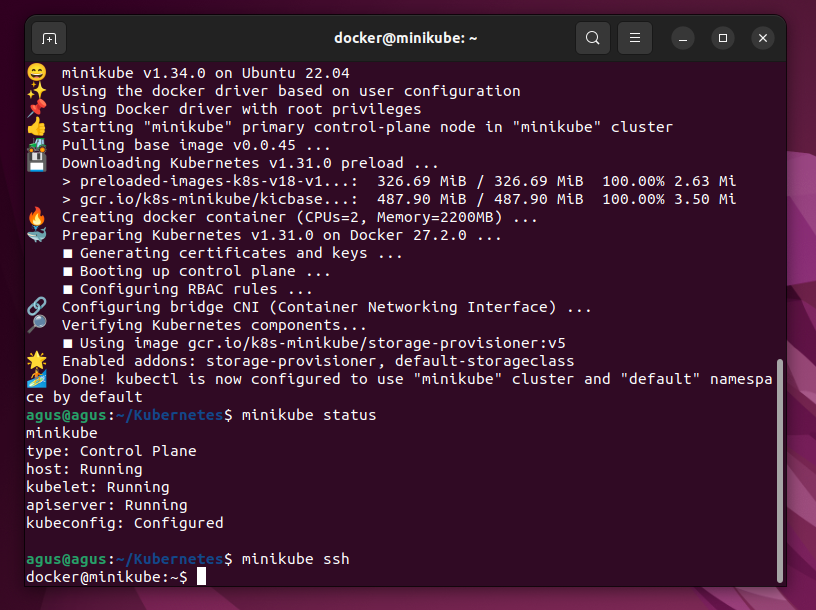 docker@minikube: ~
😄 minikube v1.34.0 on Ubuntu 22.04
✨ Using the docker driver based on user configuration
📌 Using Docker driver with root privileges
👍 Starting "minikube" primary control-plane node in "minikube" cluster
🚜 Pulling base image v0.0.45 ...
💾 Downloading Kubernetes v1.31.0 preload ...
> preloaded-images-k8s-v18-v1...: 326.69 MiB / 326.69 MiB 100.00% 2.63 Mi
> gcr.io/k8s-minikube/kicbase...: 487.90 MiB / 487.90 MiB 100.00% 3.50 Mi
🔥 Creating docker container (CPUs=2, Memory=2200MB) ...
🐳 Preparing Kubernetes v1.31.0 on Docker 27.2.0 ...
■ Generating certificates and keys ...
■ Booting up control plane ...
■ Configuring RBAC rules ...
🔗 Configuring bridge CNI (Container Networking Interface) ...
🔎 Verifying Kubernetes components...
■ Using image gcr.io/k8s-minikube/storage-provisioner:v5
🌟 Enabled addons: storage-provisioner, default-storageclass
🏄 Done! kubectl is now configured to use "minikube" cluster and "default" namespa
ce by default
agus@agus:~/Kubernetes$ minikube status
minikube
type: Control Plane
host: Running
kubelet: Running
apiserver: Running
kubeconfig: Configured
agus@agus:~/Kubernetes$ minikube ssh
docker@minikube:~$